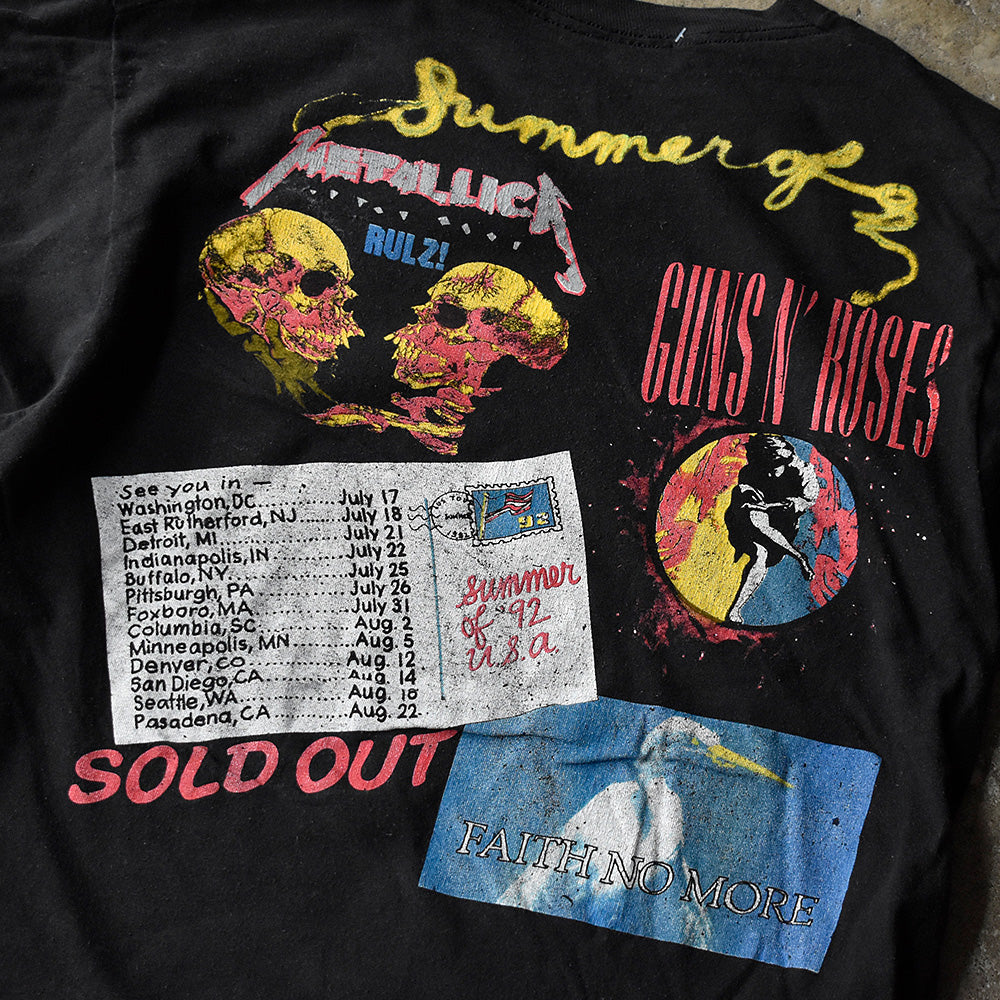 Summer of 92
METALLICA
RULZ!
GUNS N' ROSES
See you in —
Washington, DC..............July 17
East Rutherford, NJ.......July 18
Detroit, MI....................July 21
Indianapolis, IN............July 22
Buffalo, NY...................July 25
Pittsburgh, PA..............July 26
Foxboro, MA.................July 31
Columbia, SC................Aug. 2
Minneapolis, MN..........Aug. 5
Denver, CO...................Aug. 12
San Diego, CA..............Aug. 14
Seattle, WA..................Aug. 18
Pasadena, CA..............Aug. 22
92
summer
of '92
u.s.a
SOLD OUT
FAITH NO MORE